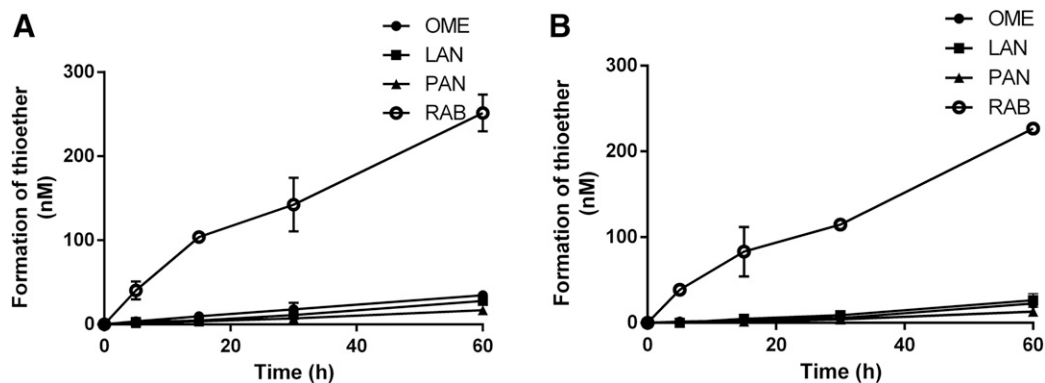 A
OME
LAN
PAN
RAB
Formation of thioether
(nM)
300
200
100
0
0
20
40
60
Time (h)
B
OME
LAN
PAN
RAB
Formation of thioether
(nM)
300
200
100
0
0
20
40
60
Time (h)